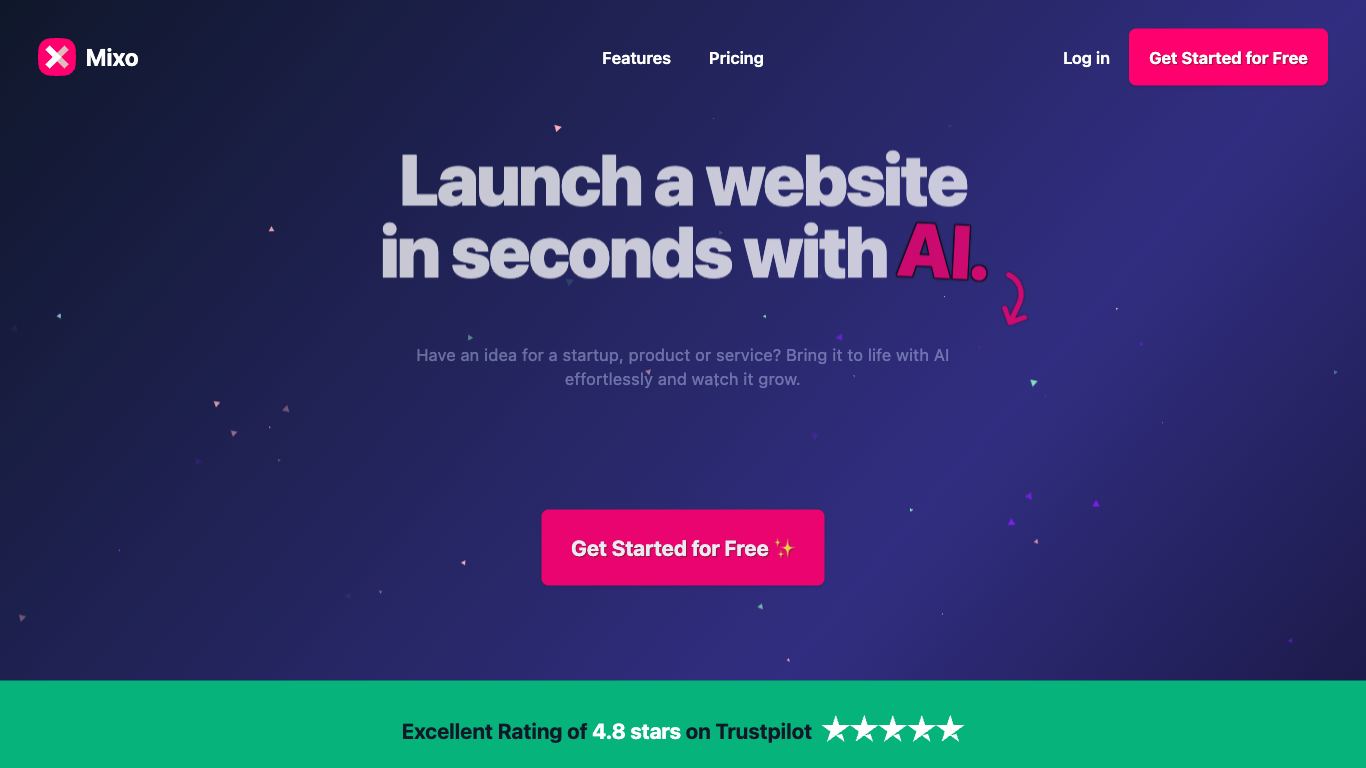 Mixo
Features
Pricing
Log in
Get Started for Free
Launch a website
in seconds with AI.
Have an idea for a startup, product or service? Bring it to life with AI
effortlessly and watch it grow.
Get Started for Free ✨
Excellent Rating of 4.8 stars on Trustpilot ★★★★★